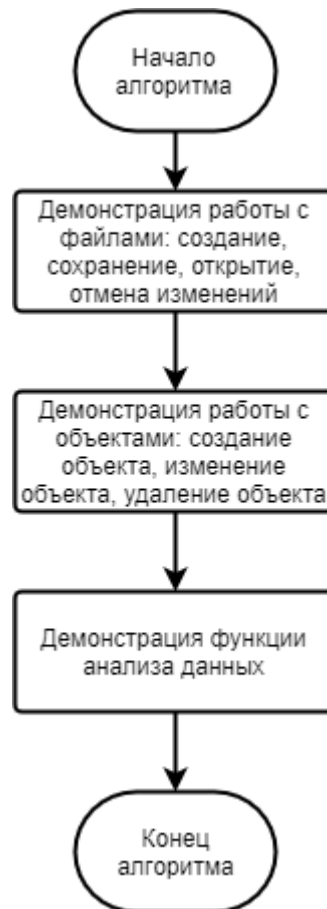 Начало
алгоритма
Демонстрация работы с
файлами: создание,
сохранение, открытие,
отмена изменений
Демонстрация работы с
объектами: создание
объекта, изменение
объекта, удаление объекта
Демонстрация функции
анализа данных
Конец
алгоритма